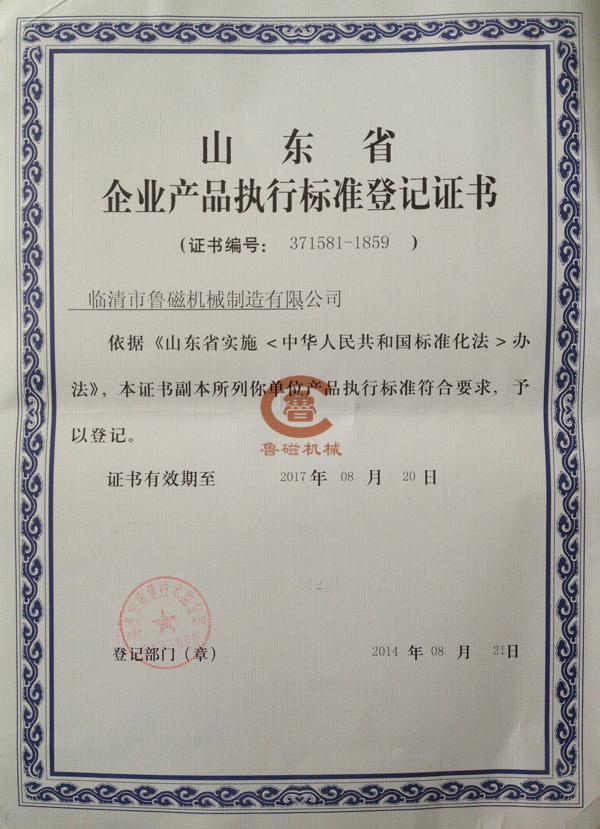 山东省
企业产品执行标准登记证书
(证书编号: 371581-1859 )
临清市鲁磁机械制造有限公司
依据《山东省实施<中华人民共和国标准化法>办
法》, 本证书副本所列你单位产品执行标准符合要求, 予
以登记。
鲁
鲁磁机械
证书有效期至 2017年 08 月 20日
登记部门(章)
2014 年 08 月 21日